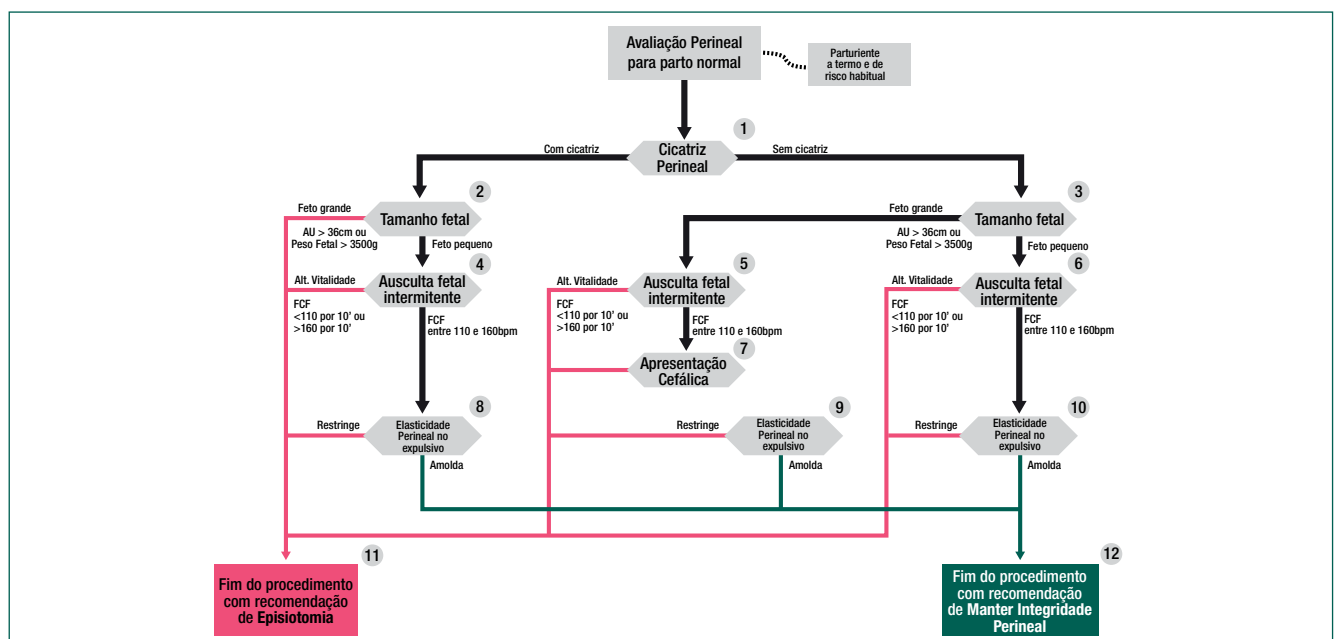 Avaliação Perineal
para parto normal
Parturiente
a termo e de
risco habitual
1
Com cicatriz
Cicatriz
Perineal
Sem cicatriz
2
Feto grande
Tamanho fetal
AU > 36cm ou
Peso Fetal > 3500g
Feto pequeno
3
Feto grande
Tamanho fetal
AU > 36cm ou
Peso Fetal > 3500g
Feto pequeno
4
Alt. Vitalidade
Ausculta fetal
intermitente
FCF
<110 por 10' ou
>160 por 10'
FCF
entre 110 e 160bpm
5
Alt. Vitalidade
Ausculta fetal
intermitente
FCF
<110 por 10' ou
>160 por 10'
FCF
entre 110 e 160bpm
6
Alt. Vitalidade
Ausculta fetal
intermitente
FCF
<110 por 10' ou
>160 por 10'
FCF
entre 110 e 160bpm
7
Apresentação
Cefálica
8
Restringe
Elasticidade
Perineal no
expulsivo
Amolda
9
Restringe
Elasticidade
Perineal no
expulsivo
Amolda
10
Restringe
Elasticidade
Perineal no
expulsivo
Amolda
11
Fim do procedimento
com recomendação
de Episiotomia
12
Fim do procedimento
com recomendação
de Manter Integridade
Perineal